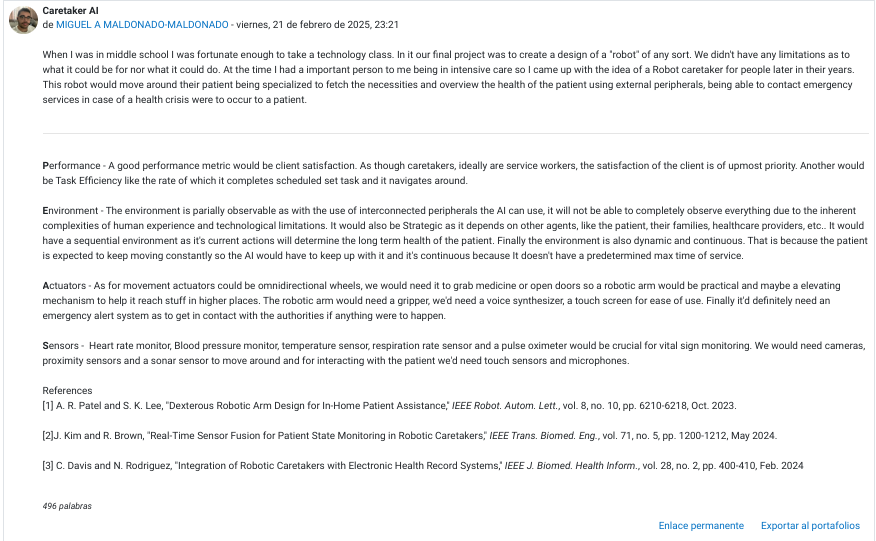 Caretaker AI
de MIGUEL A MALDONADO-MALDONADO - viernes, 21 de febrero de 2025, 23:21
When I was in middle school I was fortunate enough to take a technology class. In it our final project was to create a design of a "robot" of any sort. We didn't have any limitations as to
what it could be for nor what it could do. At the time I had a important person to me being in intensive care so I came up with the idea of a Robot caretaker for people later in their years.
This robot would move around their patient being specialized to fetch the necessities and overview the health of the patient using external peripherals, being able to contact emergency
services in case of a health crisis were to occur to a patient.
Performance - A good performance metric would be client satisfaction. As though caretakers, ideally are service workers, the satisfaction of the client is of upmost priority. Another would
be Task Efficiency like the rate of which it completes scheduled set task and it navigates around.
Environment - The environment is parially observable as with the use of interconnected peripherals the AI can use, it will not be able to completely observe everything due to the inherent
complexities of human experience and technological limitations. It would also be Strategic as it depends on other agents, like the patient, their families, healthcare providers, etc.. It would
have a sequential environment as it's current actions will determine the long term health of the patient. Finally the environment is also dynamic and continuous. That is because the patient
is expected to keep moving constantly so the AI would have to keep up with it and it's continuous because It doesn't have a predetermined max time of service.
Actuators - As for movement actuators could be omnidirectional wheels, we would need it to grab medicine or open doors so a robotic arm would be practical and maybe a elevating
mechanism to help it reach stuff in higher places. The robotic arm would need a gripper, we'd need a voice synthesizer, a touch screen for ease of use. Finally it'd definitely need an
emergency alert system as to get in contact with the authorities if anything were to happen.
Sensors - Heart rate monitor, Blood pressure monitor, temperature sensor, respiration rate sensor and a pulse oximeter would be crucial for vital sign monitoring. We would need cameras,
proximity sensors and a sonar sensor to move around and for interacting with the patient we'd need touch sensors and microphones.
References
[1] A. R. Patel and S. K. Lee, "Dexterous Robotic Arm Design for In-Home Patient Assistance," IEEE Robot. Autom. Lett., vol. 8, no. 10, pp. 6210-6218, Oct. 2023.
[2]J. Kim and R. Brown, "Real-Time Sensor Fusion for Patient State Monitoring in Robotic Caretakers," IEEE Trans. Biomed. Eng., vol. 71, no. 5, pp. 1200-1212, May 2024.
[3] C. Davis and N. Rodriguez, "Integration of Robotic Caretakers with Electronic Health Record Systems," IEEE J. Biomed. Health Inform., vol. 28, no. 2, pp. 400-410, Feb. 2024
496 palabras
Enlace permanente Exportar al portafolios